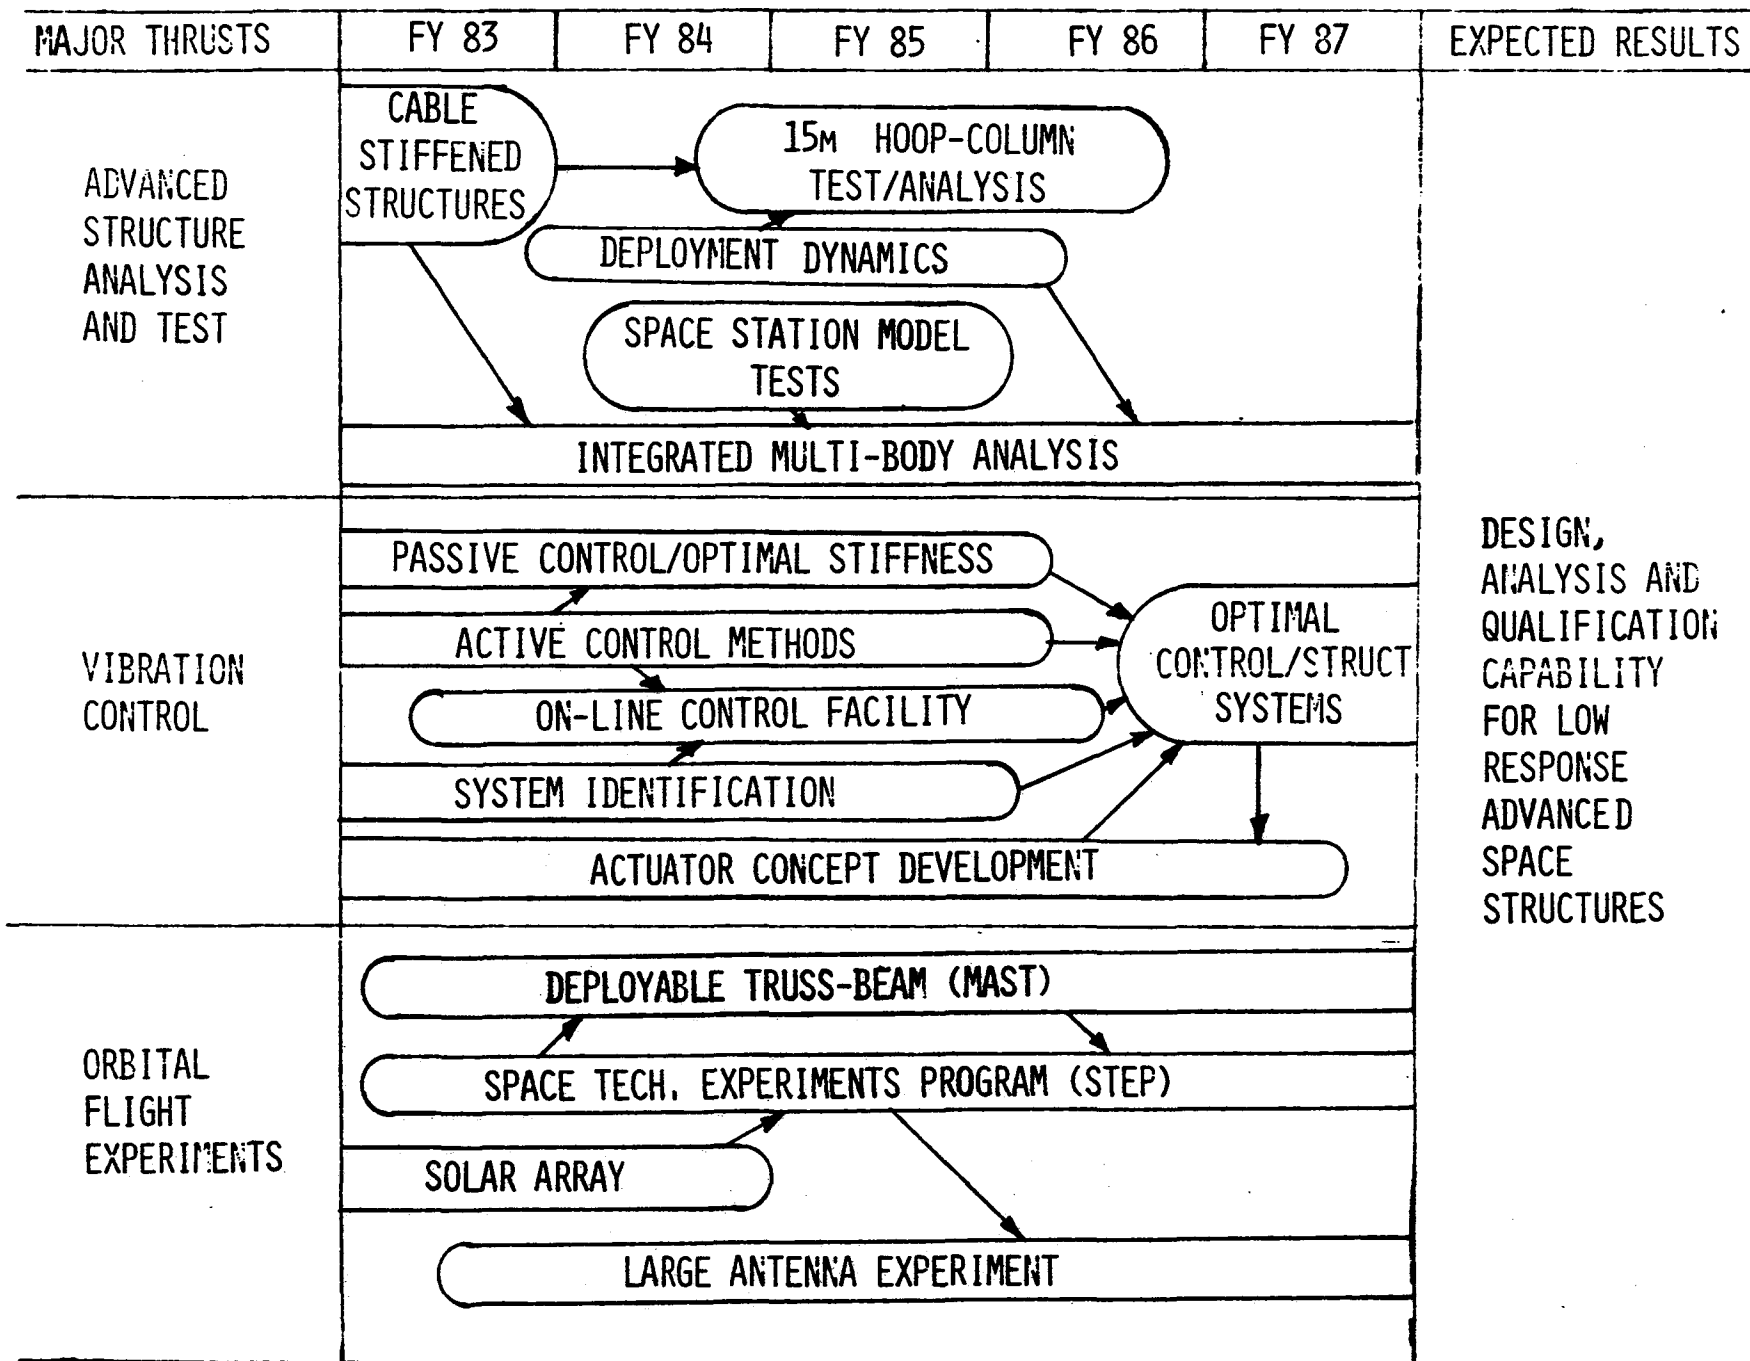 MAJOR THRUSTS
FY 83
FY 84
FY 85
FY 86
FY 87
EXPECTED RESULTS
ADVANCED
STRUCTURE
ANALYSIS
AND TEST
CABLE
STIFFENED
STRUCTURES
15M HOOP-COLUMN
TEST/ANALYSIS
DEPLOYMENT DYNAMICS
SPACE STATION MODEL
TESTS
INTEGRATED MULTI-BODY ANALYSIS
VIBRATION
CONTROL
PASSIVE CONTROL/OPTIMAL STIFFNESS
ACTIVE CONTROL METHODS
ON-LINE CONTROL FACILITY
SYSTEM IDENTIFICATION
ACTUATOR CONCEPT DEVELOPMENT
OPTIMAL
CONTROL/STRUCT
SYSTEMS
ORBITAL
FLIGHT
EXPERIMENTS
DEPLOYABLE TRUSS-BEAM (MAST)
SPACE TECH. EXPERIMENTS PROGRAM (STEP)
SOLAR ARRAY
LARGE ANTENNA EXPERIMENT
DESIGN,
ANALYSIS AND
QUALIFICATION
CAPABILITY
FOR LOW
RESPONSE
ADVANCED
SPACE
STRUCTURES